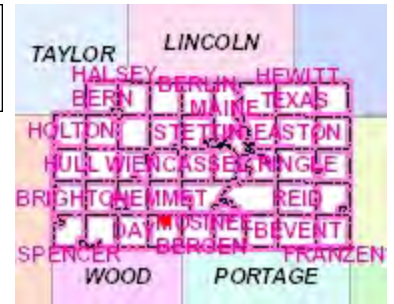 LINCOLN
TAYLOR
HALSEY BERLIN HEWITT
BERN MAINE TEXAS
HOLTON STETTIN EASTON
HULL WIEN CASSEL RINGLE
BRIGHTO EMMET REID
DAY MOSINEE BEVENT
SPENCER BERGEN FRANZEN
WOOD PORTAGE